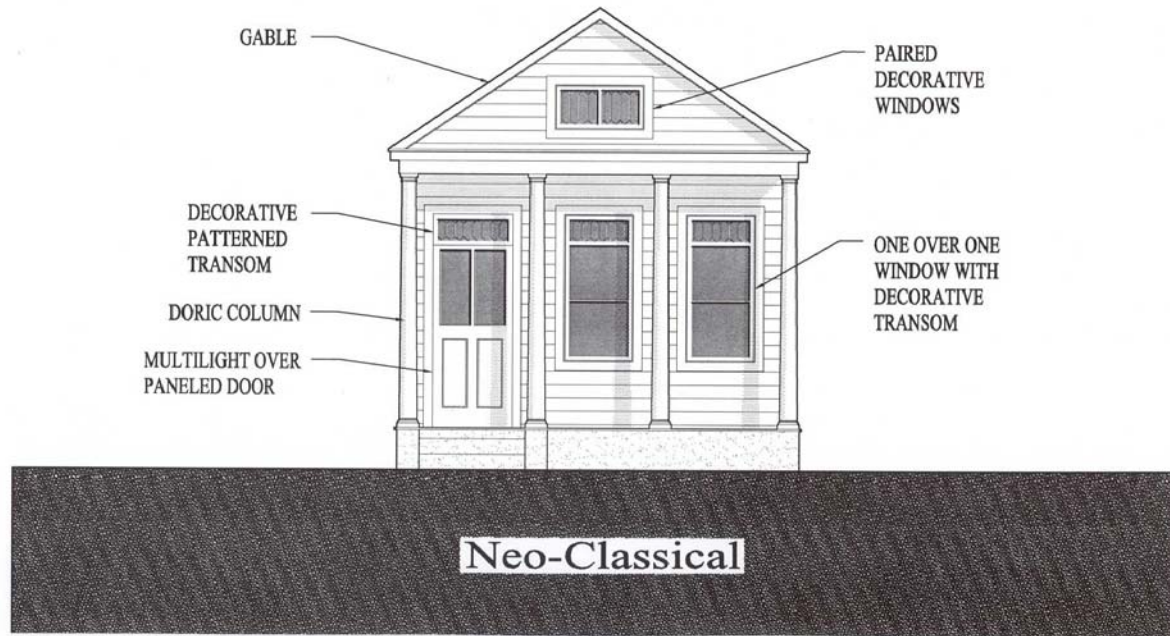 GABLE
PAIRED
DECORATIVE
WINDOWS
DECORATIVE
PATTERNED
TRANSOM
ONE OVER ONE
WINDOW WITH
DECORATIVE
TRANSOM
DORIC COLUMN
MULTILIGHT OVER
PANELED DOOR
Neo-Classical